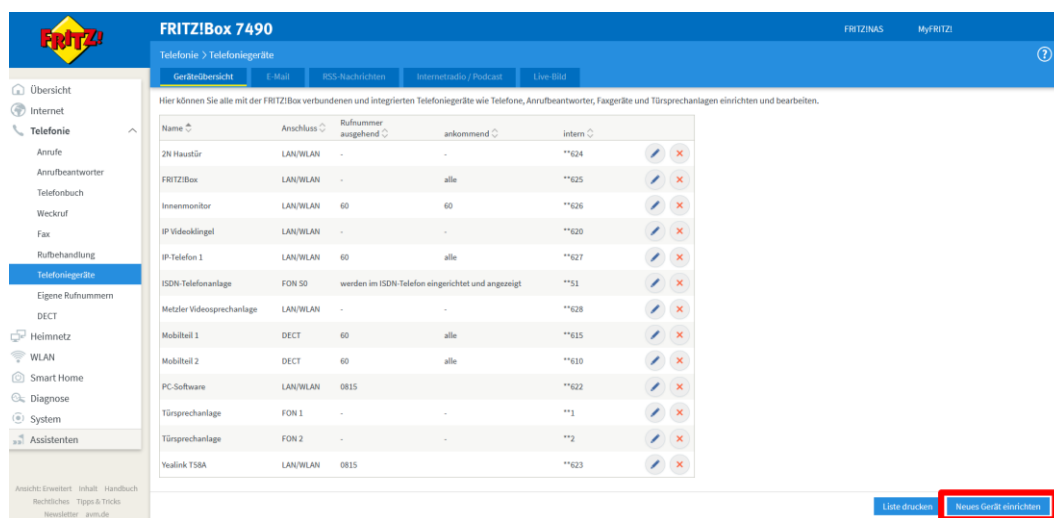 FRITZ!
FRITZ!Box 7490
FRITZ!NAS
MyFRITZ!
Telefonie > Telefoniegeräte
?
Geräteübersicht E-Mail RSS-Nachrichten Internetradio / Podcast Live-Bild
Übersicht
Internet
Telefonie
Anrufe
Anrufbeantworter
Telefonbuch
Weckruf
Fax
Rufbehandlung
Telefoniegeräte
Eigene Rufnummern
DECT
Heimnetz
WLAN
Smart Home
Diagnose
System
Assistenten
Ansicht: Erweitert Inhalt Handbuch
Rechtliches Tipps & Tricks
Newsletter avm.de
Hier können Sie alle mit der FRITZ!Box verbundenen und integrierten Telefoniegeräte wie Telefone, Anrufbeantworter, Faxgeräte und Türsprechanlagen einrichten und bearbeiten.
Name Anschluss Rufnummer
ausgehend ankommend intern
2N Haustür LAN/WLAN - - **624
FRITZ!Box LAN/WLAN - alle **625
Innenmonitor LAN/WLAN 60 60 **626
IP Videoklingel LAN/WLAN - - **620
IP-Telefon 1 LAN/WLAN 60 alle **627
ISDN-Telefonanlage FON S0 werden im ISDN-Telefon eingerichtet und angezeigt **51
Metzler Videosprechanlage LAN/WLAN - - **628
Mobilteil 1 DECT 60 alle **615
Mobilteil 2 DECT 60 alle **610
PC-Software LAN/WLAN 0815 **622
Türsprechanlage FON 1 - - **1
Türsprechanlage FON 2 - - **2
Yealink T58A LAN/WLAN 0815 **623
Liste drucken Neues Gerät einrichten